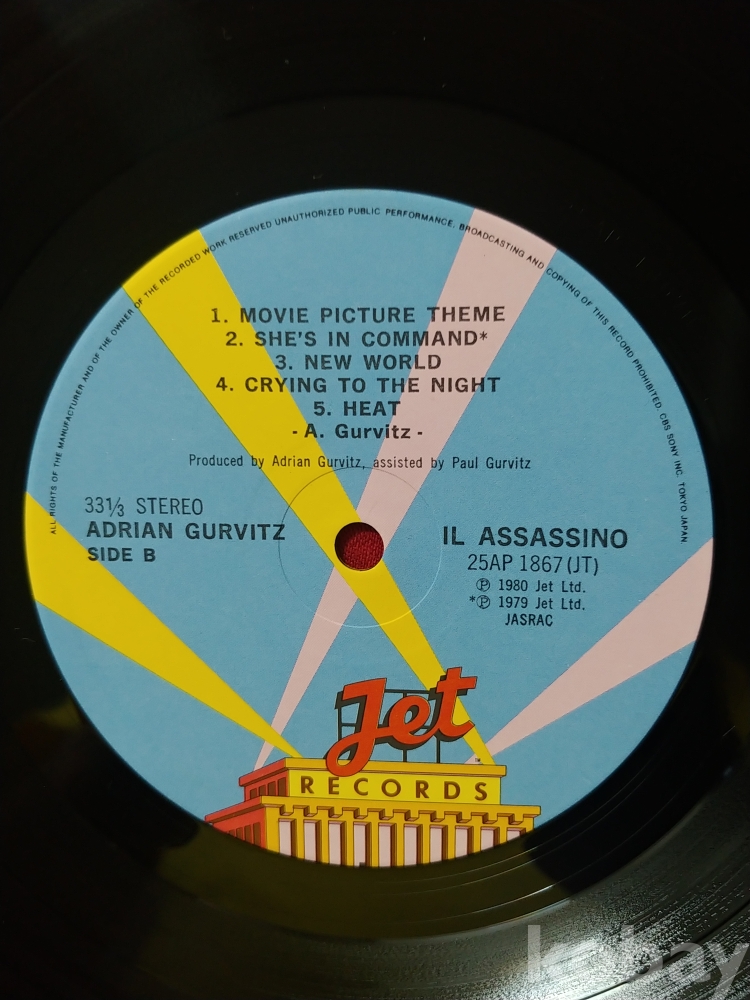 ALL RIGHTS OF THE MANUFACTURER AND OF THE OWNER OF THE RECORDED WORK RESERVED UNAUTHORIZED PUBLIC PERFORMANCE, BROADCASTING AND COPYING OF THIS RECORD PROHIBITED. CBS SONY INC. TOKYO JAPAN
1. MOVIE PICTURE THEME
2. SHE'S IN COMMAND*
3. NEW WORLD
4. CRYING TO THE NIGHT
5. HEAT
- A. Gurvitz -
Produced by Adrian Gurvitz, assisted by Paul Gurvitz
33⅓ STEREO
ADRIAN GURVITZ
SIDE B
IL ASSASSINO
25AP 1867(JT)
℗ 1980 Jet Ltd.
*℗ 1979 Jet Ltd.
JASRAC
Jet
RECORDS
kobay